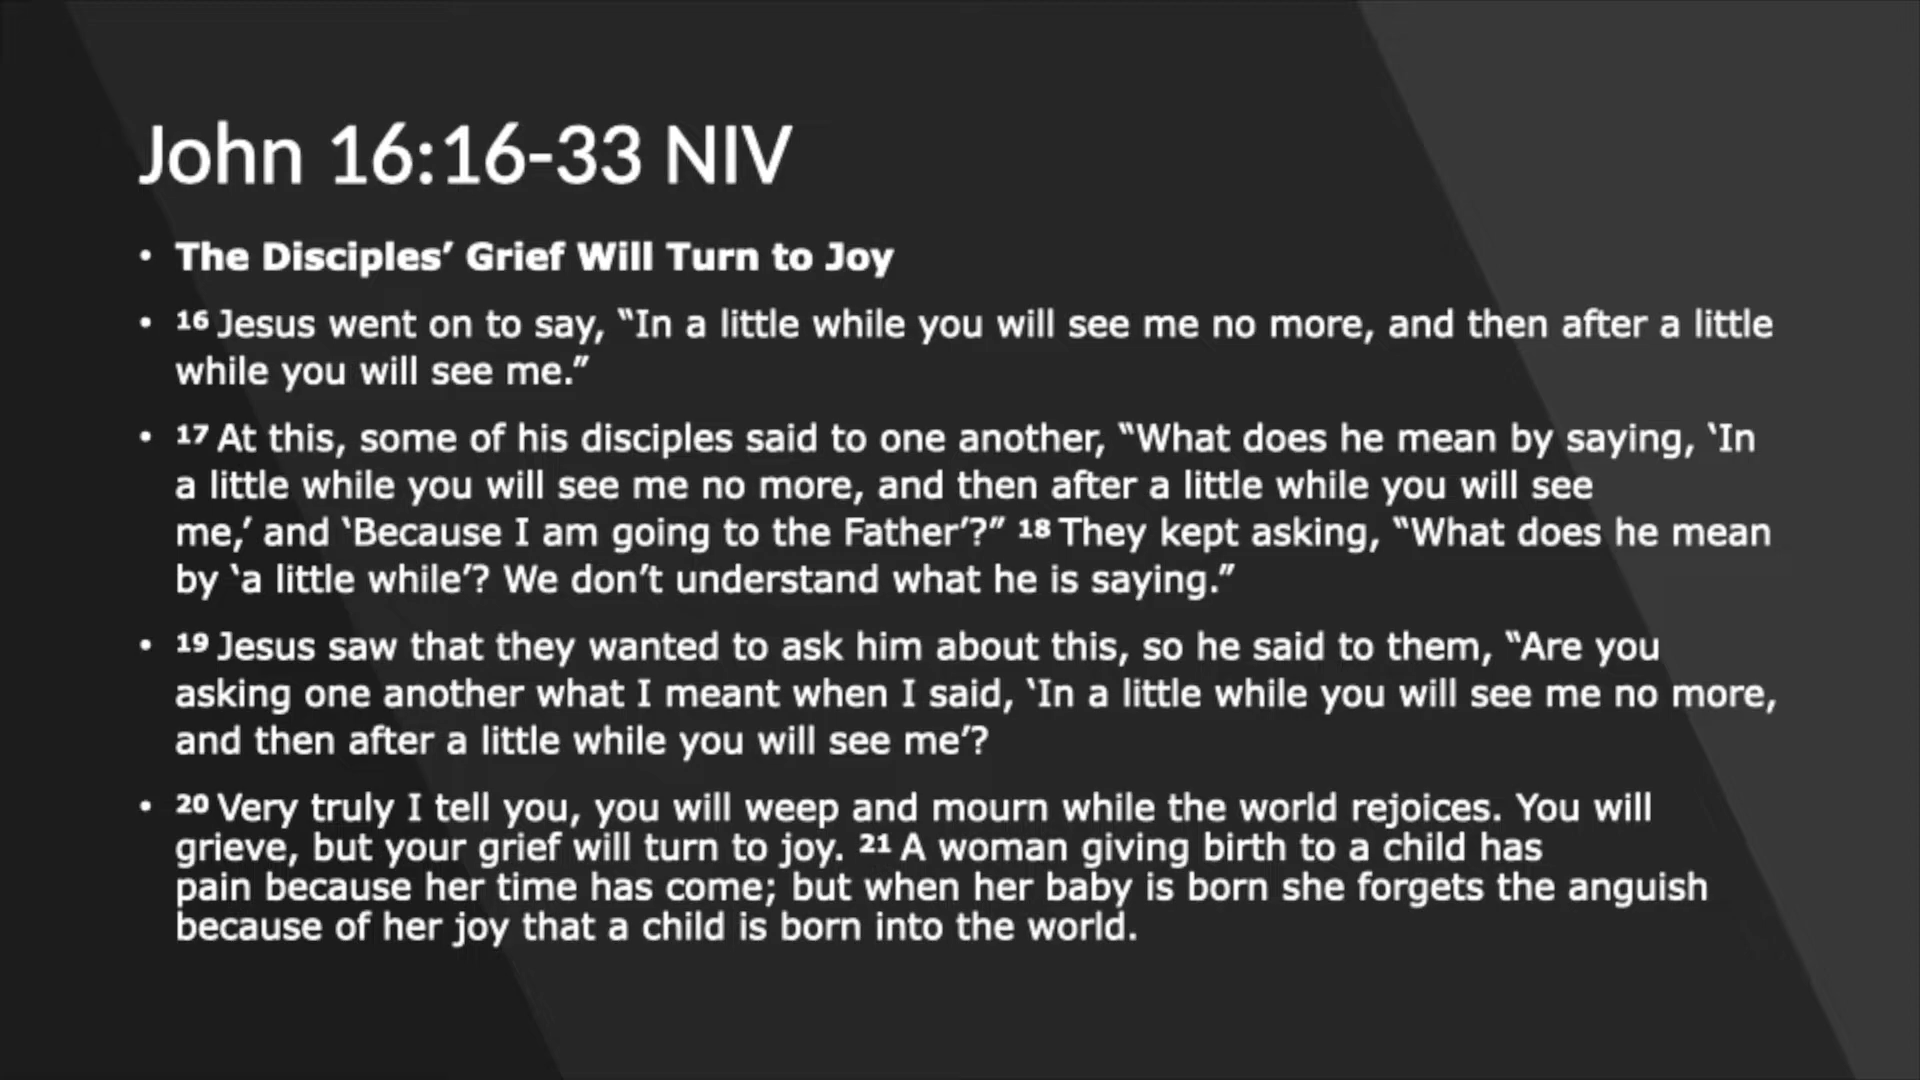 John 16:16-33 NIV
• The Disciples’ Grief Will Turn to Joy
• 16 Jesus went on to say, “In a little while you will see me no more, and then after a little
while you will see me.”
• 17 At this, some of his disciples said to one another, “What does he mean by saying, ‘In
a little while you will see me no more, and then after a little while you will see
me,’ and ‘Because I am going to the Father’?” 18 They kept asking, “What does he mean
by ‘a little while’? We don’t understand what he is saying.”
• 19 Jesus saw that they wanted to ask him about this, so he said to them, “Are you
asking one another what I meant when I said, ‘In a little while you will see me no more,
and then after a little while you will see me’?
• 20 Very truly I tell you, you will weep and mourn while the world rejoices. You will
grieve, but your grief will turn to joy. 21 A woman giving birth to a child has
pain because her time has come; but when her baby is born she forgets the anguish
because of her joy that a child is born into the world.